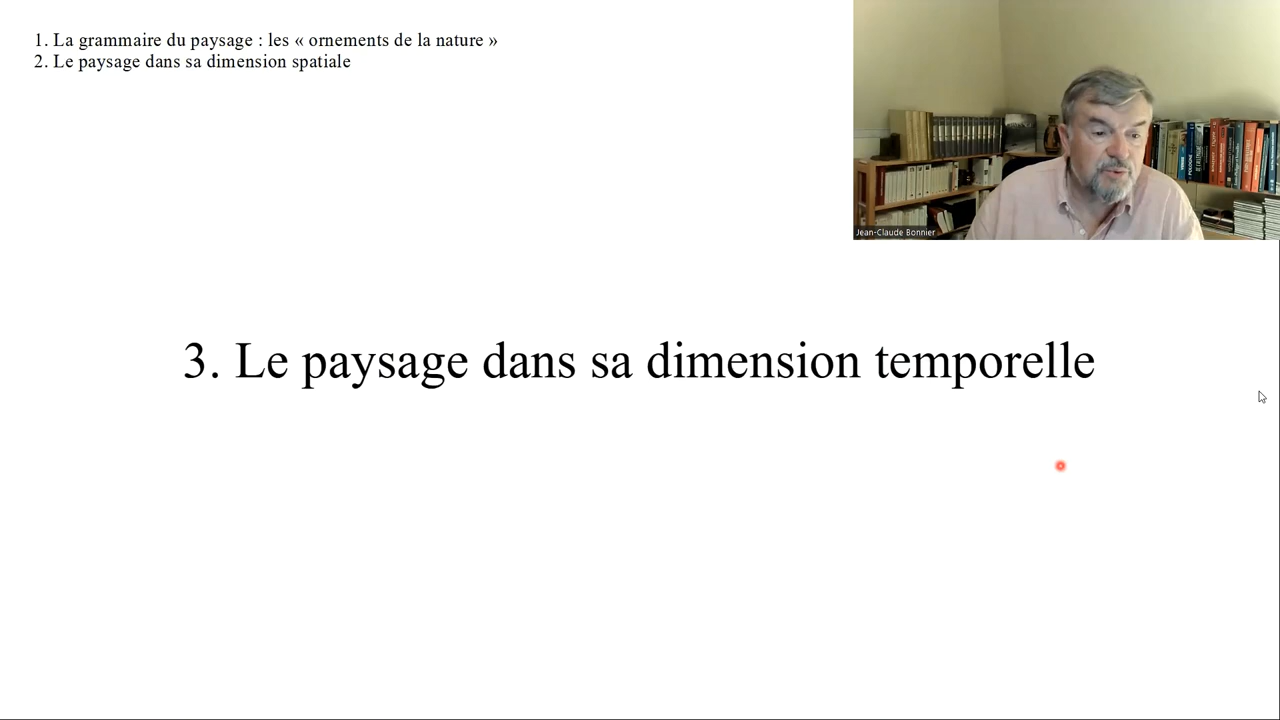 1. La grammaire du paysage : les « ornements de la nature »
2. Le paysage dans sa dimension spatiale
Jean-Claude Bonnier
3. Le paysage dans sa dimension temporelle